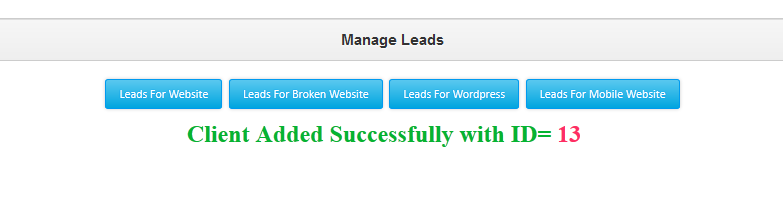 Manage Leads
Leads For Website Leads For Broken Website Leads For Wordpress Leads For Mobile Website
Client Added Successfully with ID= 13